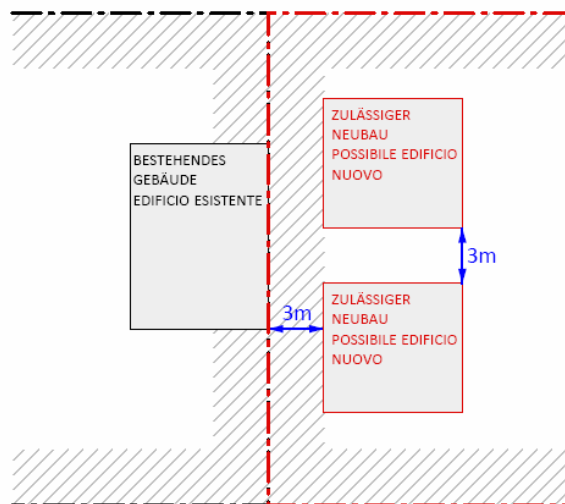 BESTEHENDES
GEBÄUDE
EDIFICIO ESISTENTE
ZULÄSSIGER
NEUBAU
POSSIBILE EDIFICIO
NUOVO
3m
3m
ZULÄSSIGER
NEUBAU
POSSIBILE EDIFICIO
NUOVO